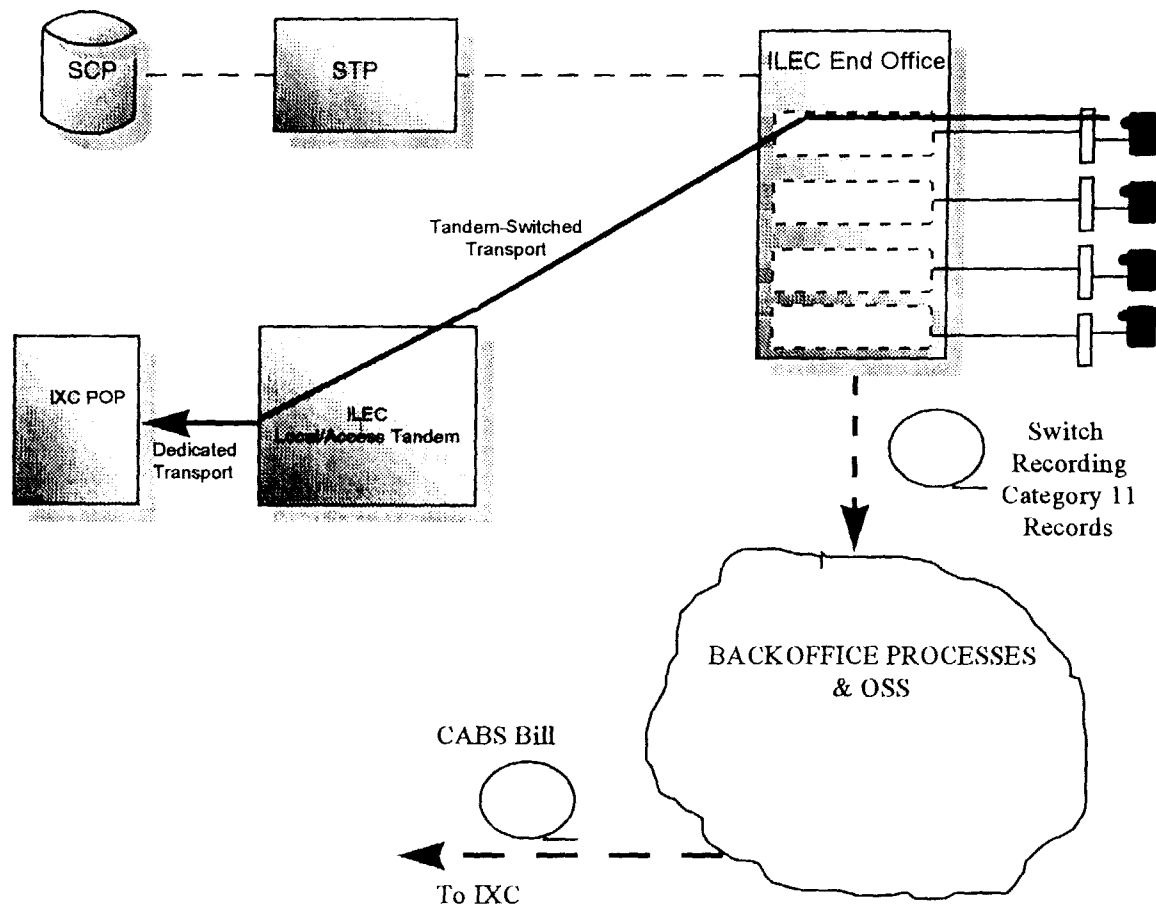 SCP
STP
ILEC End Office
Tandem-Switched
Transport
IXC POP
ILEC
Local/Access Tandem
Dedicated
Transport
Switch
Recording
Category 11
Records
BACKOFFICE PROCESSES
& OSS
CABS Bill
To IXC